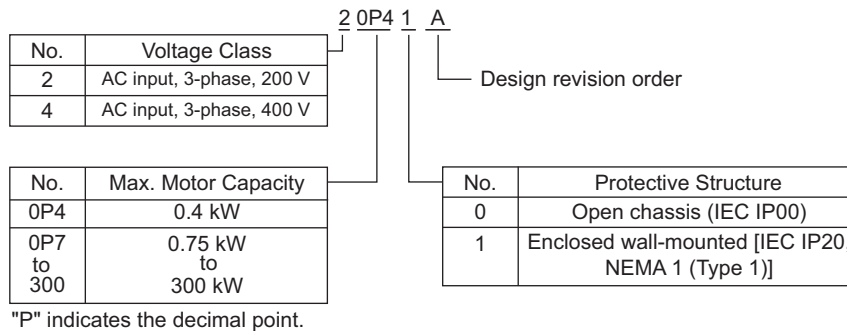 2 0P4 1 A
No. Voltage Class
2 AC input, 3-phase, 200 V
4 AC input, 3-phase, 400 V
Design revision order
No. Max. Motor Capacity
0P4 0.4 kW
0P7 0.75 kW
to to
300 300 kW
"P" indicates the decimal point.
No. Protective Structure
0 Open chassis (IEC IP00)
1 Enclosed wall-mounted [IEC IP20,
NEMA 1 (Type 1)]